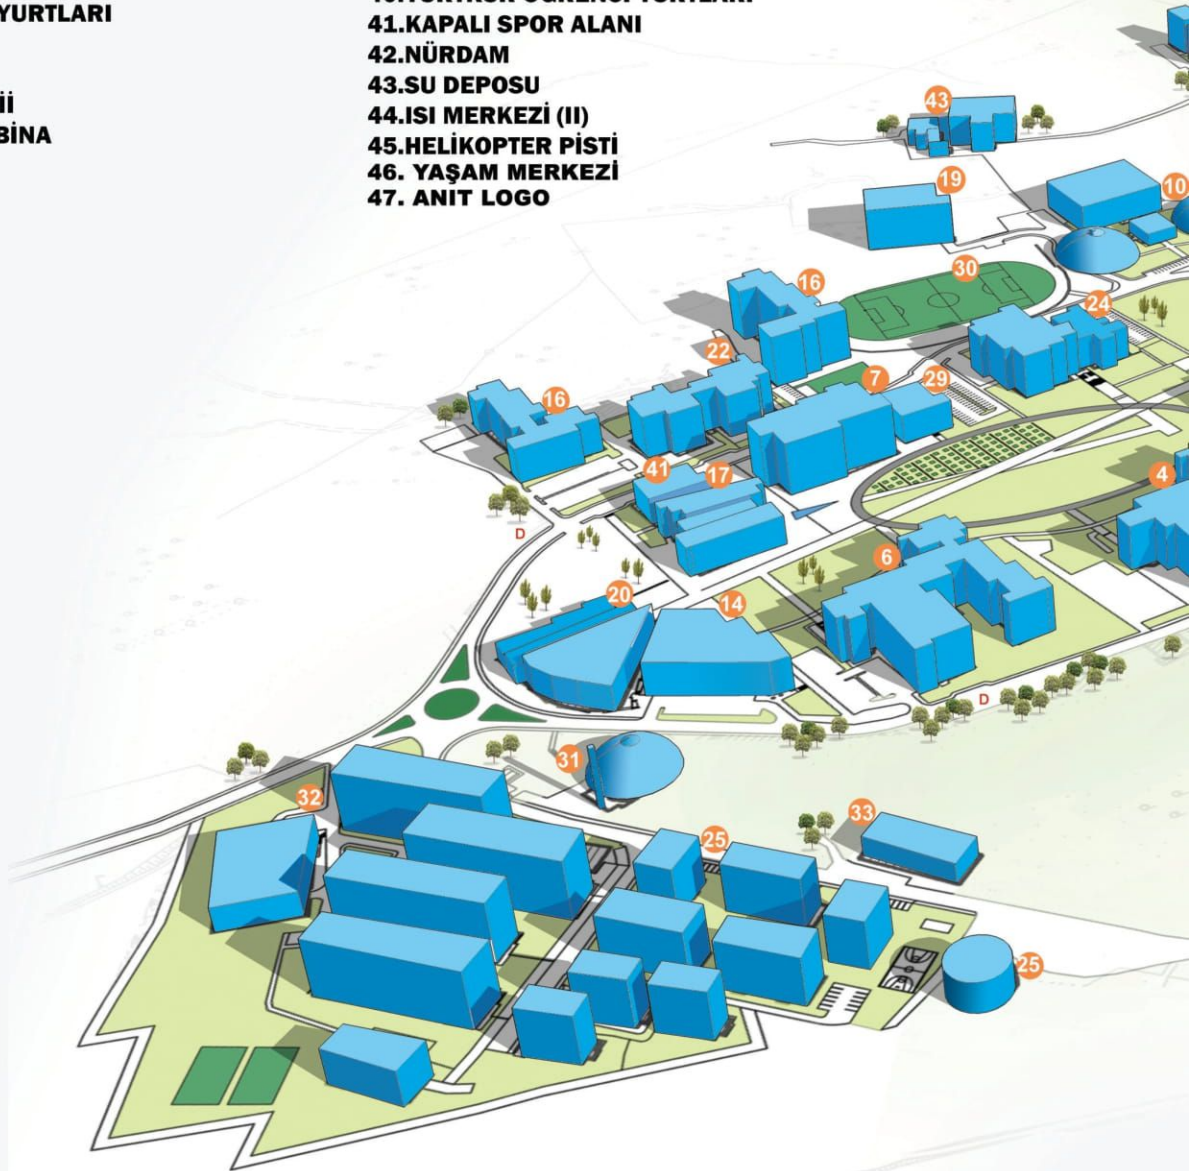 YURTLARI
BİNA
41.KAPALI SPOR ALANI
42.NÜRDAM
43.SU DEPOSU
44.ISI MERKEZİ (II)
45.HELİKOPTER PİSTİ
46. YAŞAM MERKEZİ
47. ANIT LOGO
43
19
10
30
16
24
22
7
29
16
41
17
4
D
6
20
14
D
31
32
33
25
25